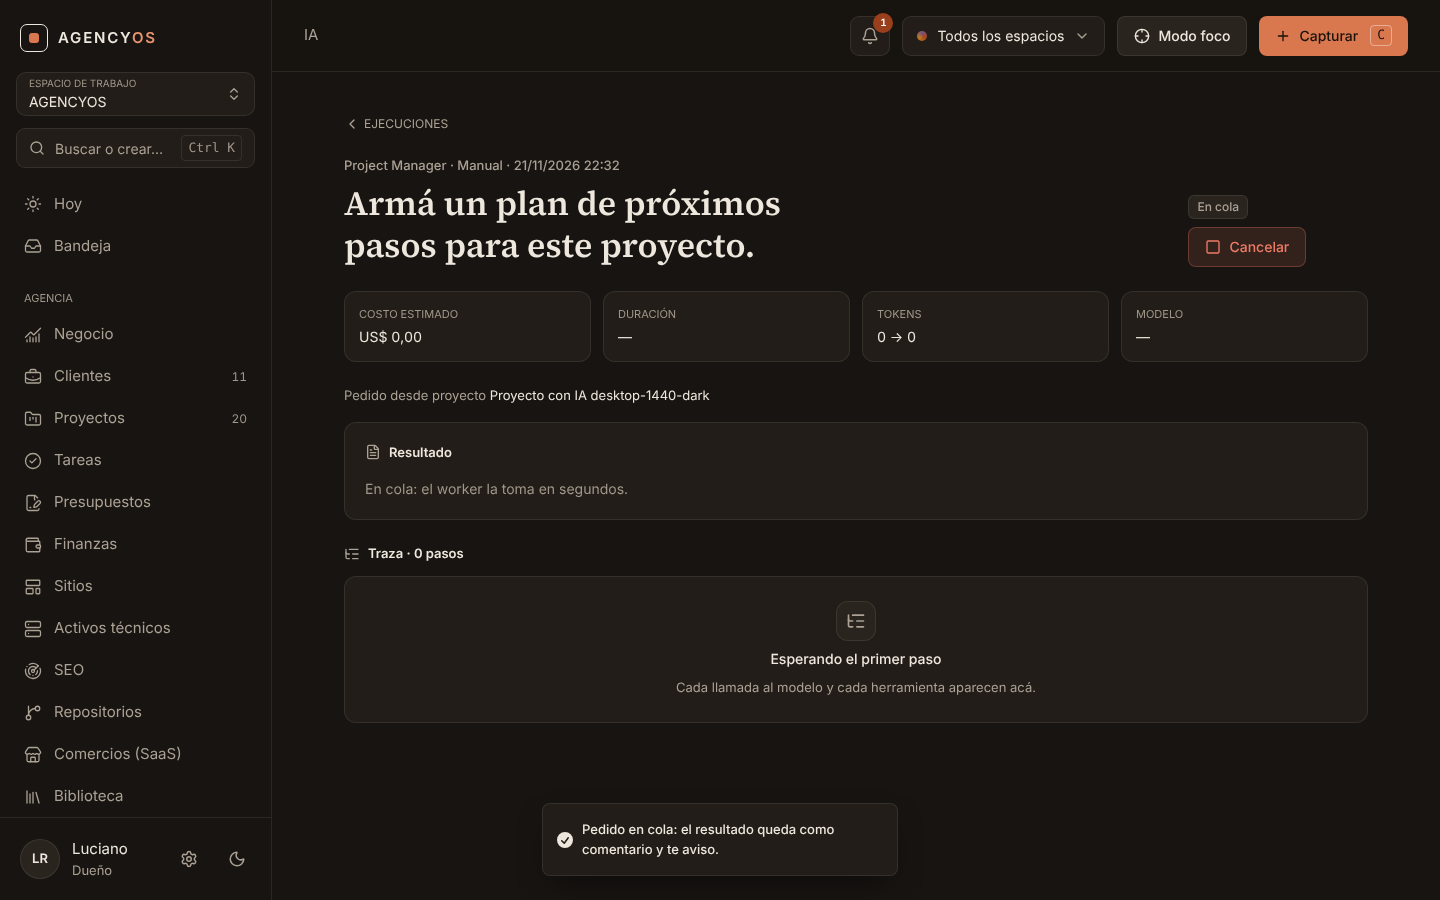 AGENCYOS
ESPACIO DE TRABAJO
AGENCYOS
Buscar o crear... Ctrl K
Hoy
Bandeja
AGENCIA
Negocio
Clientes 11
Proyectos 20
Tareas
Presupuestos
Finanzas
Sitios
Activos técnicos
SEO
Repositorios
Comercios (SaaS)
Biblioteca
LR
Luciano
Dueño
IA
1
Todos los espacios
Modo foco
Capturar C
EJECUCIONES
Project Manager · Manual · 21/11/2026 22:32
Armá un plan de próximos
pasos para este proyecto.
En cola
Cancelar
COSTO ESTIMADO
US$ 0,00
DURACIÓN
—
TOKENS
0 → 0
MODELO
—
Pedido desde proyecto Proyecto con IA desktop-1440-dark
Resultado
En cola: el worker la toma en segundos.
Traza · 0 pasos
Esperando el primer paso
Cada llamada al modelo y cada herramienta aparecen acá.
Pedido en cola: el resultado queda como
comentario y te aviso.